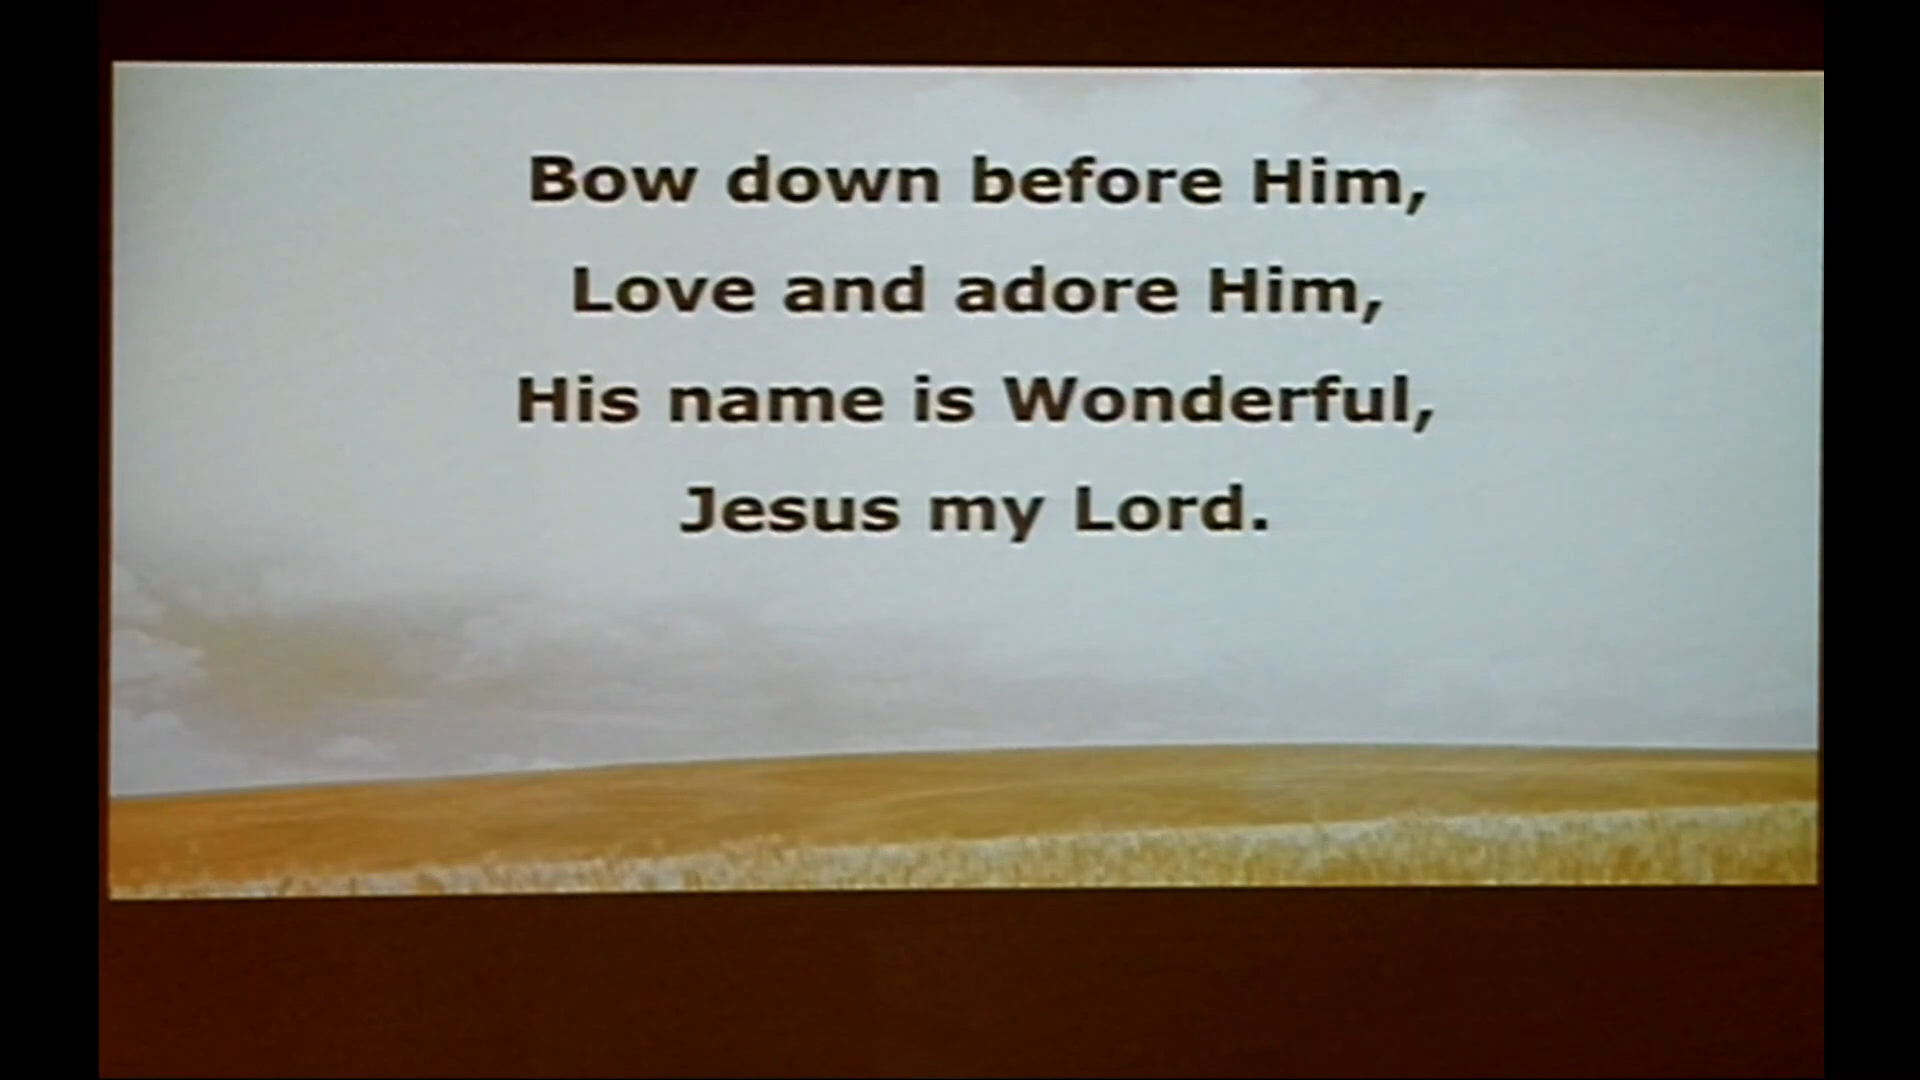 Bow down before Him,
Love and adore Him,
His name is Wonderful,
Jesus my Lord.